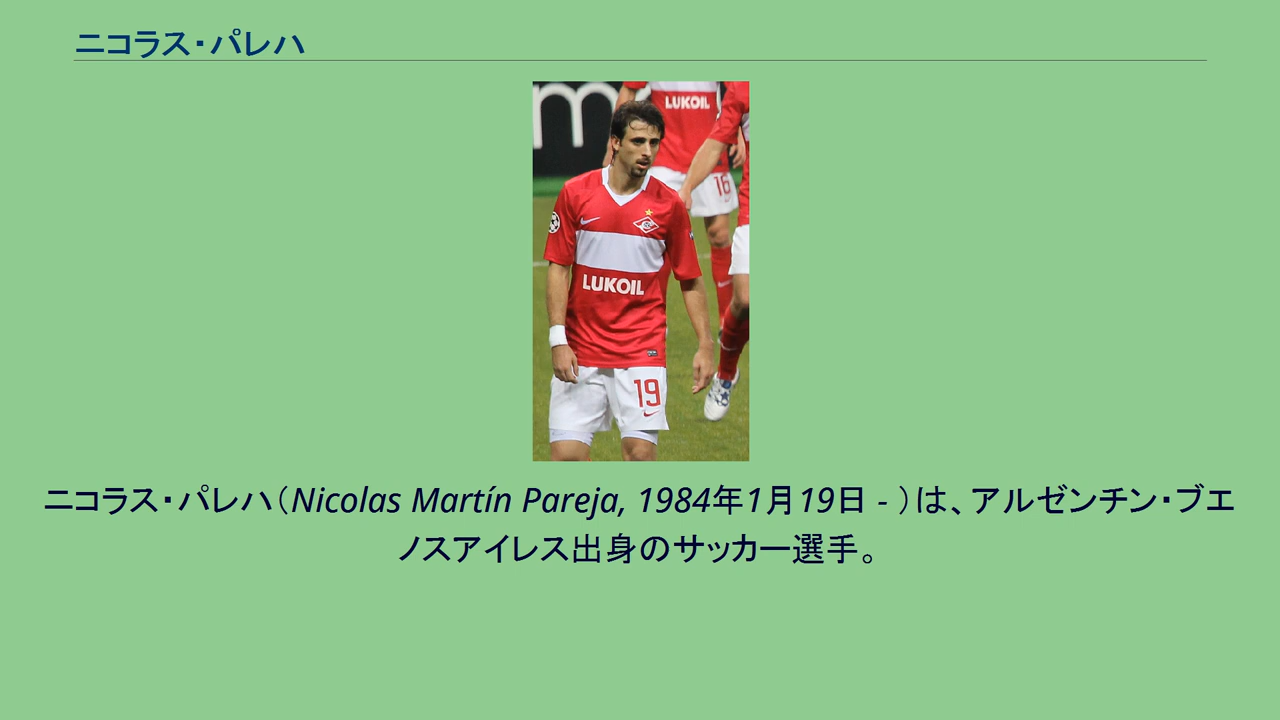 ニコラス・パレハ
m
LUKOIL
16
LUKOIL
19
ニコラス・パレハ（Nicolas Martín Pareja, 1984年1月19日 - ）は、アルゼンチン・ブエ
ノスアイレス出身のサッカー選手。